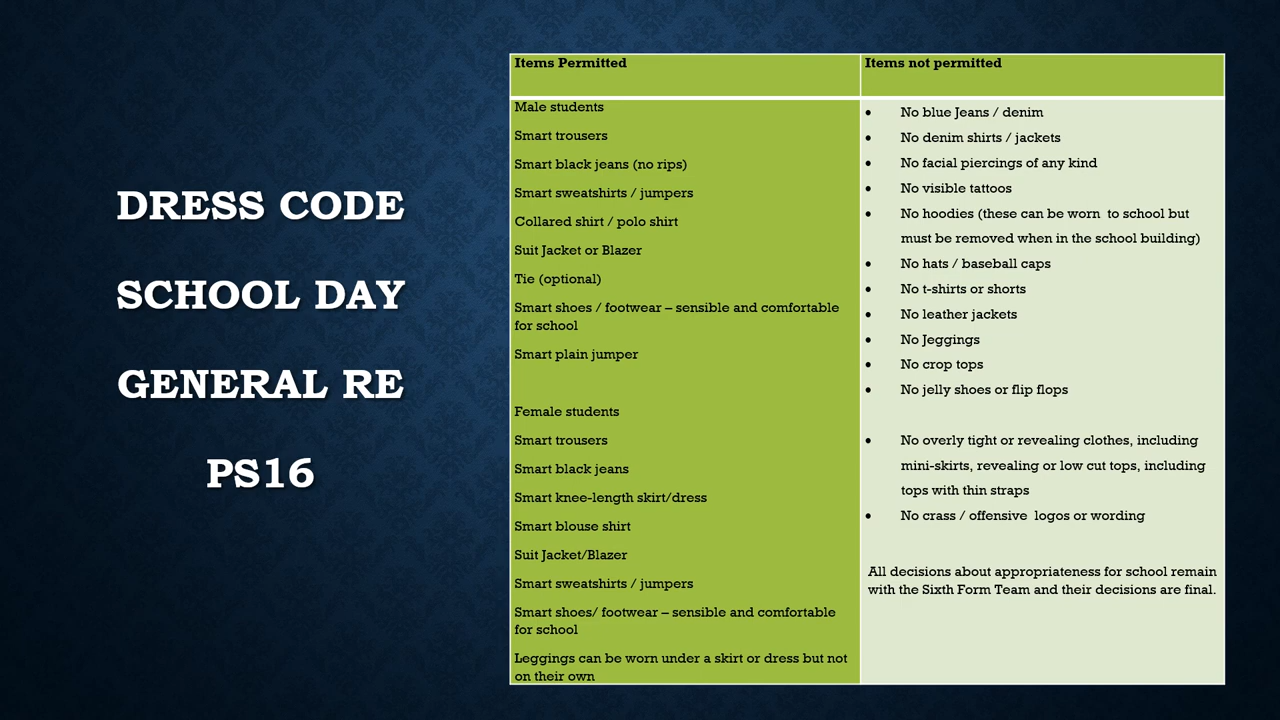 DRESS CODE
SCHOOL DAY
GENERAL RE
PS16
Items Permitted
Male students
Smart trousers
Smart black jeans (no rips)
Smart sweatshirts / jumpers
Collared shirt / polo shirt
Suit Jacket or Blazer
Tie (optional)
Smart shoes / footwear – sensible and comfortable
for school
Smart plain jumper
Female students
Smart trousers
Smart black jeans
Smart knee-length skirt/dress
Smart blouse shirt
Suit Jacket/Blazer
Smart sweatshirts / jumpers
Smart shoes/ footwear – sensible and comfortable
for school
Leggings can be worn under a skirt or dress but not
on their own
Items not permitted
• No blue Jeans / denim
• No denim shirts / jackets
• No facial piercings of any kind
• No visible tattoos
• No hoodies (these can be worn  to school but
must be removed when in the school building)
• No hats / baseball caps
• No t-shirts or shorts
• No leather jackets
• No Jeggings
• No crop tops
• No jelly shoes or flip flops
• No overly tight or revealing clothes, including
mini-skirts, revealing or low cut tops, including
tops with thin straps
• No crass / offensive  logos or wording
All decisions about appropriateness for school remain
with the Sixth Form Team and their decisions are final.